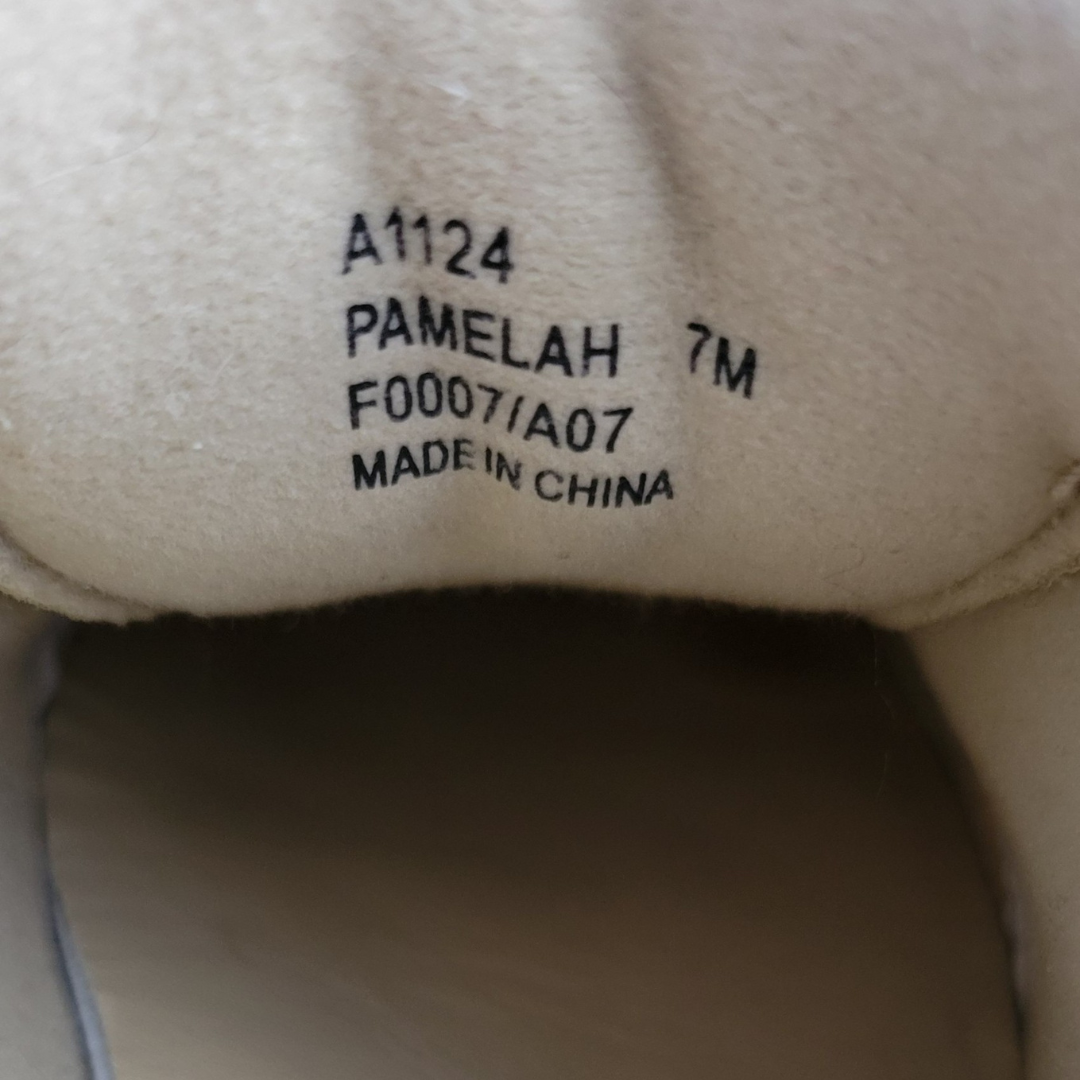 A1124
PAMELAH 7M
F0007/A07
MADE IN CHINA